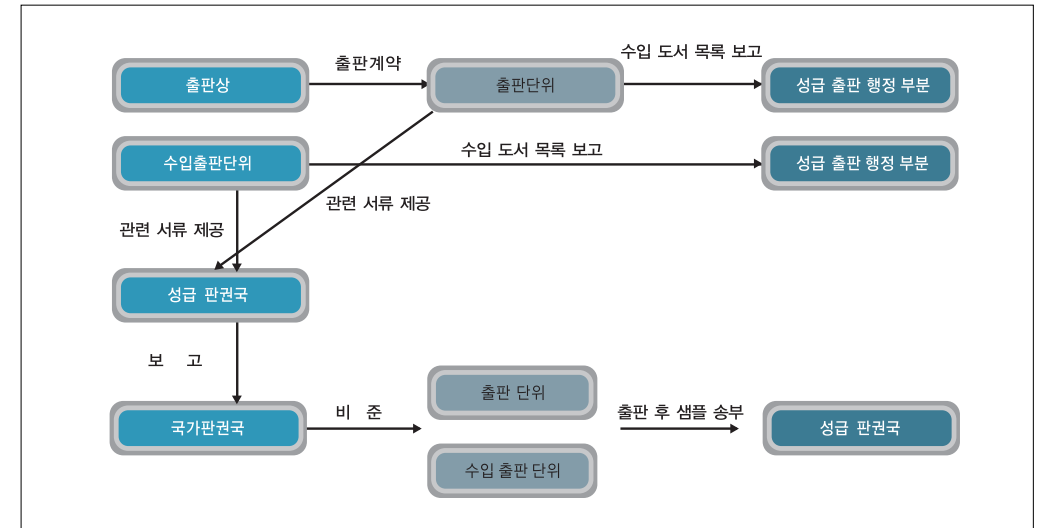 출판상
출판계약
출판단위
수입 도서 목록 보고
성급 출판 행정 부분
수입출판단위
수입 도서 목록 보고
성급 출판 행정 부분
관련 서류 제공
관련 서류 제공
성급 판권국
보 고
국가판권국
비 준
출판 단위
수입 출판 단위
출판 후 샘플 송부
성급 판권국